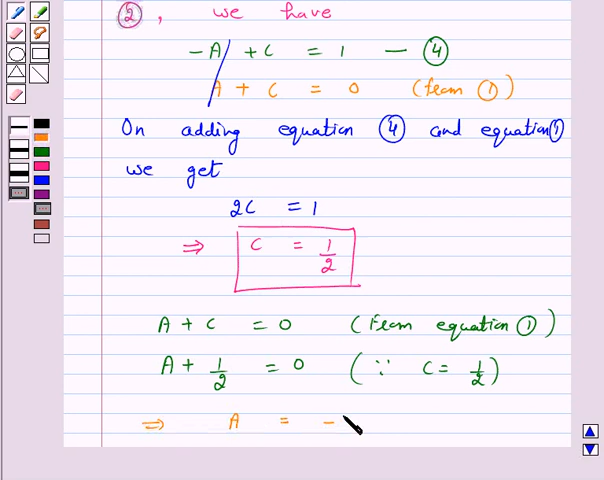 ②, we have
-A + C = 1 — ④
A + C = 0 (from ①)
On adding equation ④ and equation ①
we get
2C = 1
⇒ C = 1/2
A + C = 0 (From equation ①)
A + 1/2 = 0 (∵ C = 1/2)
⇒ A = -